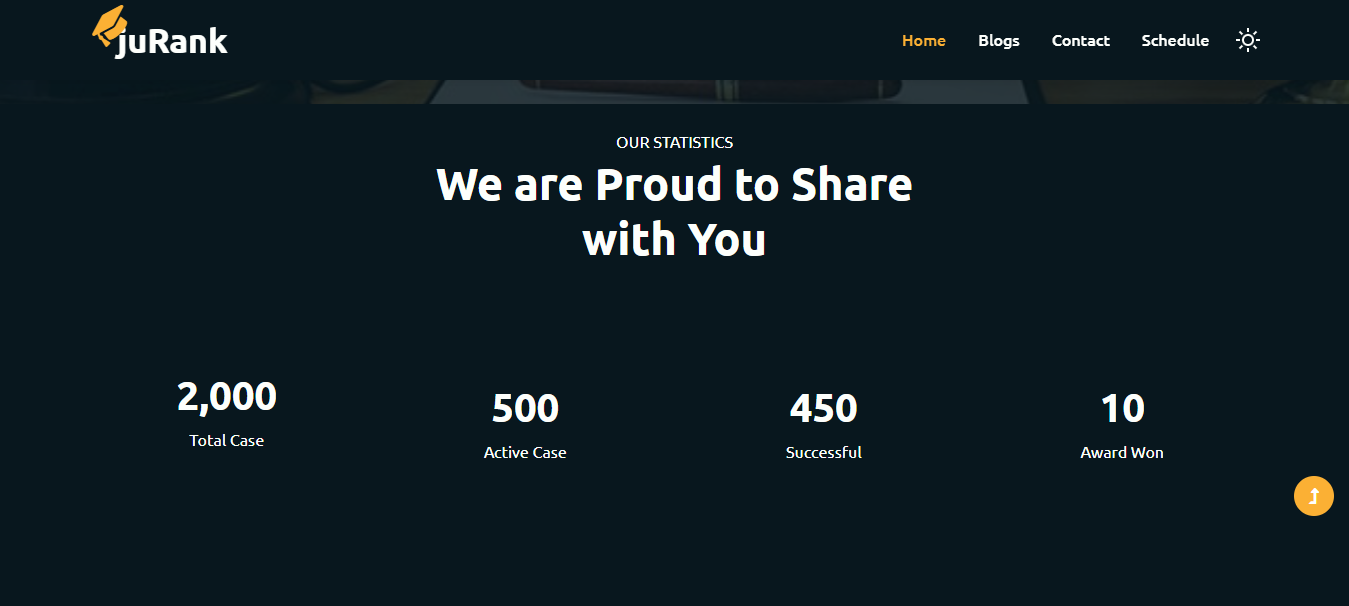 juRank
Home Blogs Contact Schedule
OUR STATISTICS
We are Proud to Share
with You
2,000 500 450 10
Total Case Active Case Successful Award Won